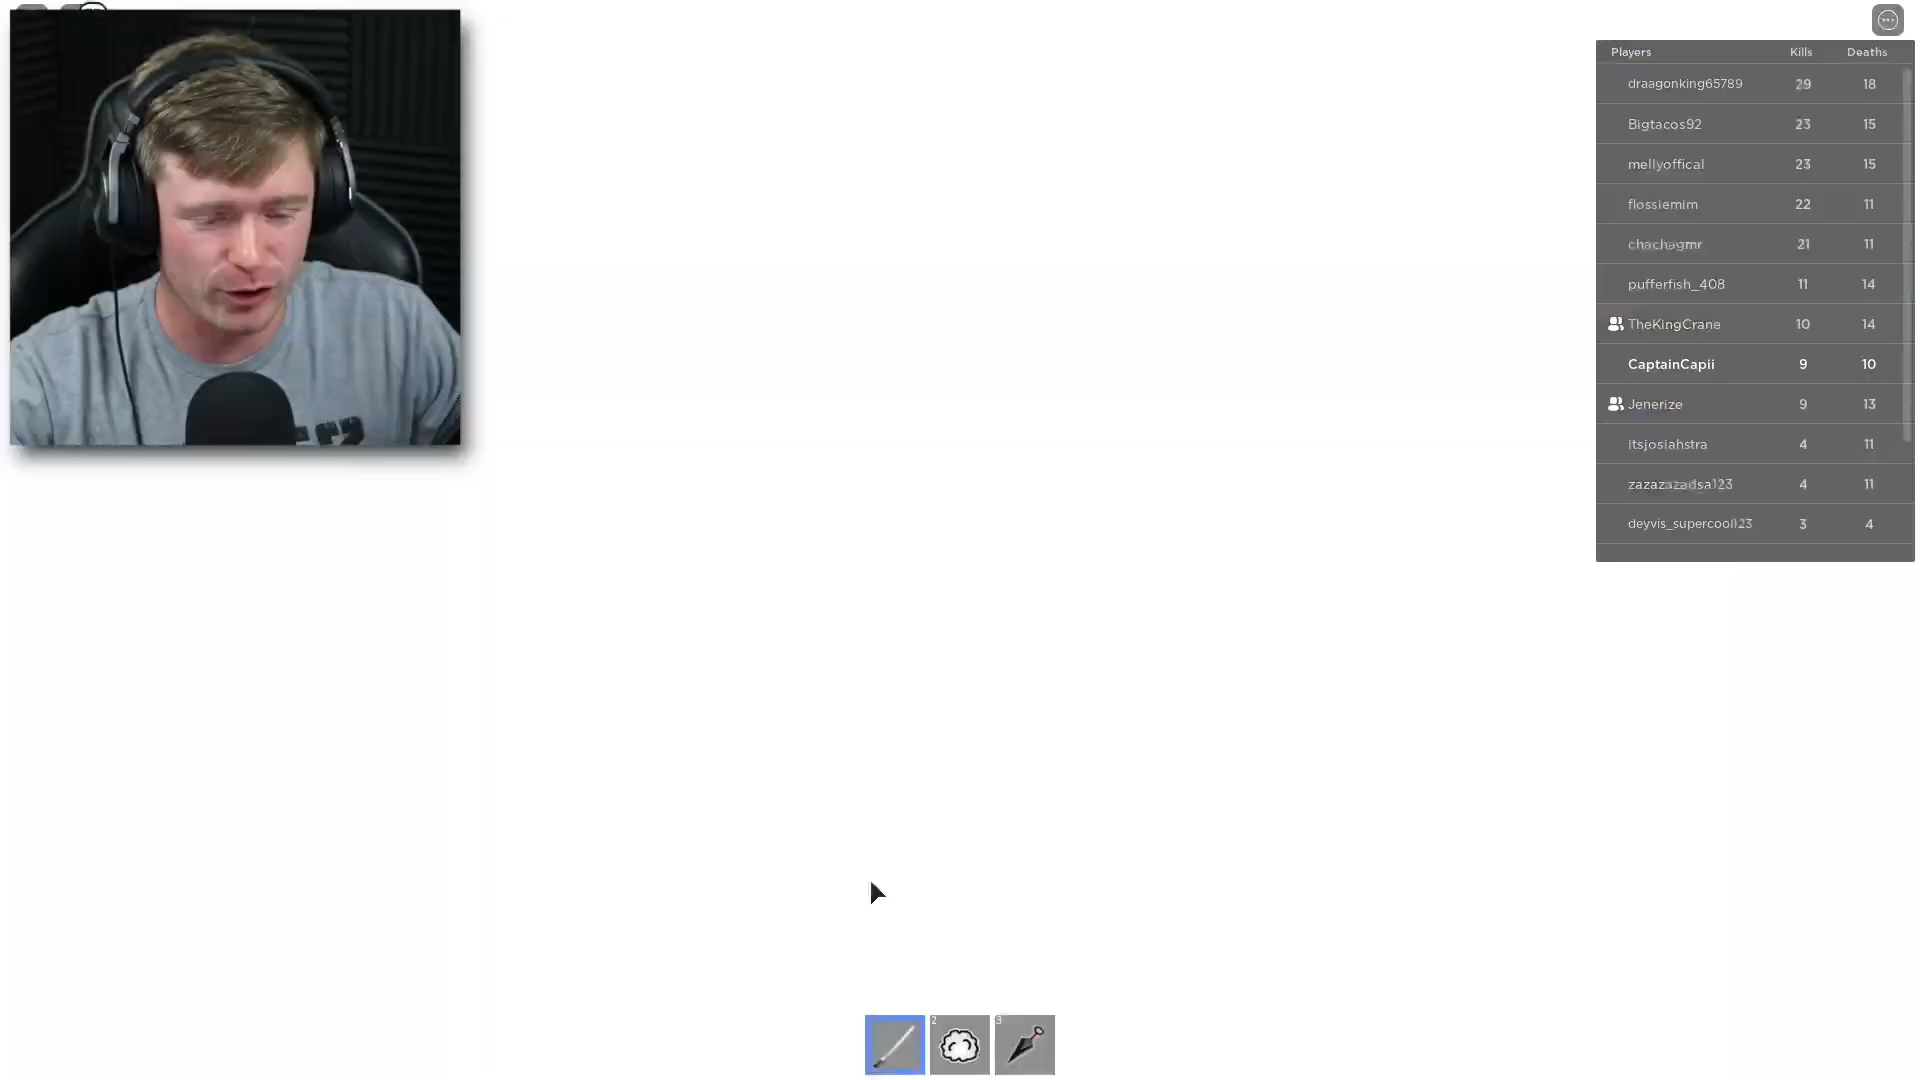 Players Kills Deaths
draagonking65789 29 18
Bigtacos92 23 15
mellyoffical 23 15
flossiemim 22 11
chachagmr 21 11
pufferfish_408 11 14
TheKingCrane 10 14
CaptainCapii 9 10
Jenerize 9 13
itsjosiahstra 4 11
zazazazadsa123 4 11
deyvis_supercool123 3 4
2 3